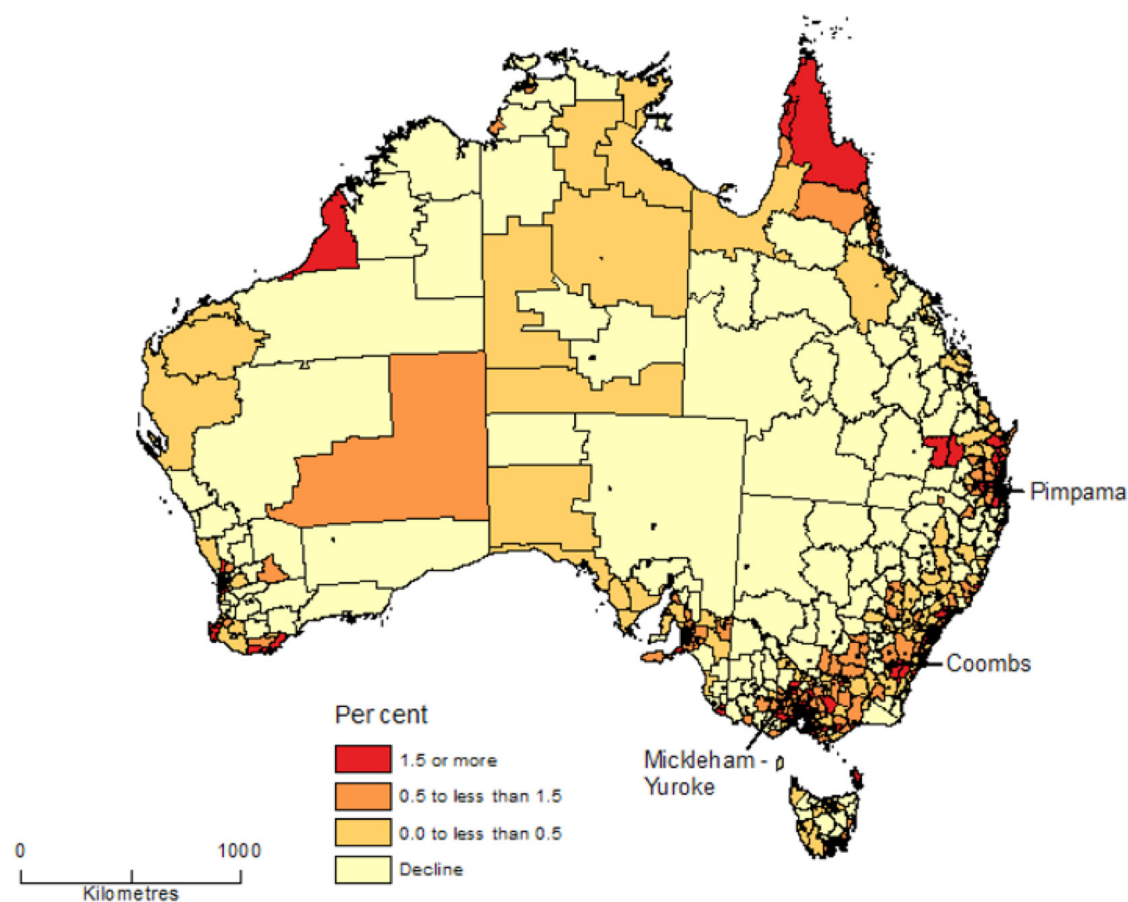 Pimpama
Coombs
Mickleham -
Yuroke
Per cent
1.5 or more
0.5 to less than 1.5
0.0 to less than 0.5
Decline
0 1000
Kilometres